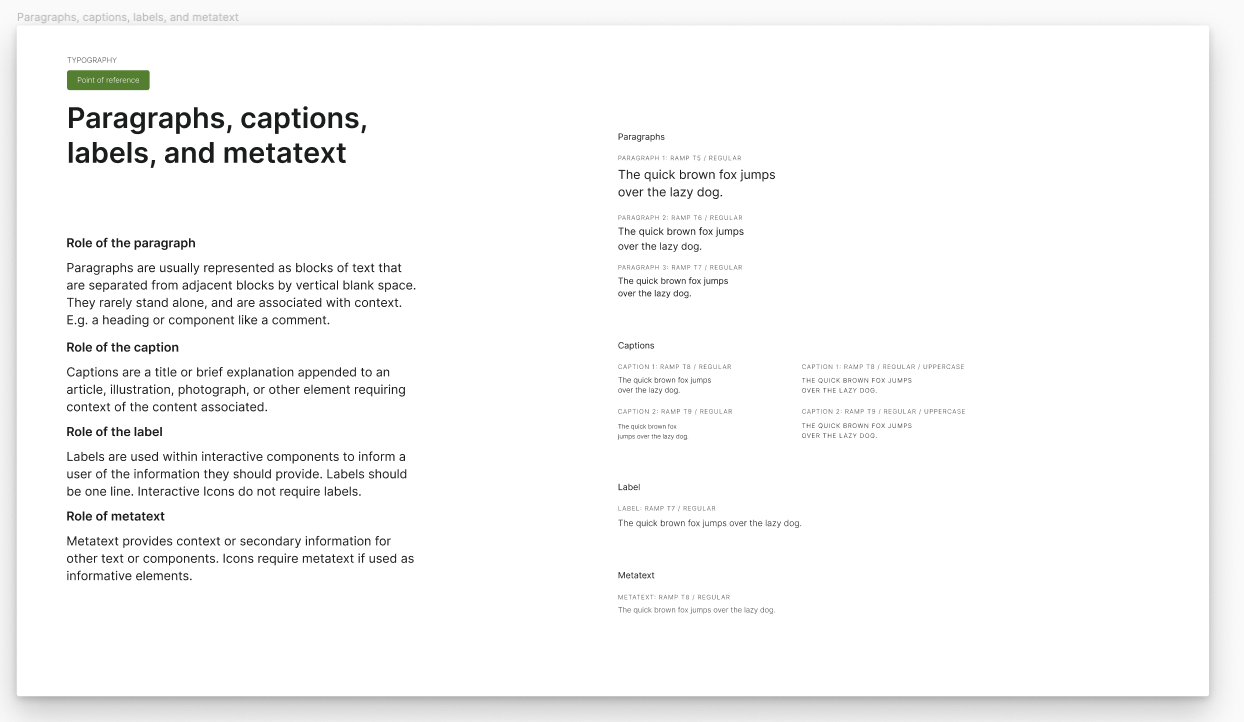 Paragraphs, captions, labels, and metatext
TYPOGRAPHY
Point of reference
Paragraphs, captions,
labels, and metatext
Role of the paragraph
Paragraphs are usually represented as blocks of text that
are separated from adjacent blocks by vertical blank space.
They rarely stand alone, and are associated with context.
E.g. a heading or component like a comment.
Role of the caption
Captions are a title or brief explanation appended to an
article, illustration, photograph, or other element requiring
context of the content associated.
Role of the label
Labels are used within interactive components to inform a
user of the information they should provide. Labels should
be one line. Interactive Icons do not require labels.
Role of metatext
Metatext provides context or secondary information for
other text or components. Icons require metatext if used as
informative elements.
Paragraphs
PARAGRAPH 1: RAMP T5 / REGULAR
The quick brown fox jumps
over the lazy dog.
PARAGRAPH 2: RAMP T6 / REGULAR
The quick brown fox jumps
over the lazy dog.
PARAGRAPH 3: RAMP T7 / REGULAR
The quick brown fox jumps
over the lazy dog.
Captions
CAPTION 1: RAMP T8 / REGULAR
The quick brown fox jumps
over the lazy dog.
CAPTION 1: RAMP T8 / REGULAR / UPPERCASE
THE QUICK BROWN FOX JUMPS
OVER THE LAZY DOG.
CAPTION 2: RAMP T9 / REGULAR
The quick brown fox
jumps over the lazy dog.
CAPTION 2: RAMP T9 / REGULAR / UPPERCASE
THE QUICK BROWN FOX JUMPS
OVER THE LAZY DOG.
Label
LABEL: RAMP T7 / REGULAR
The quick brown fox jumps over the lazy dog.
Metatext
METATEXT: RAMP T8 / REGULAR
The quick brown fox jumps over the lazy dog.